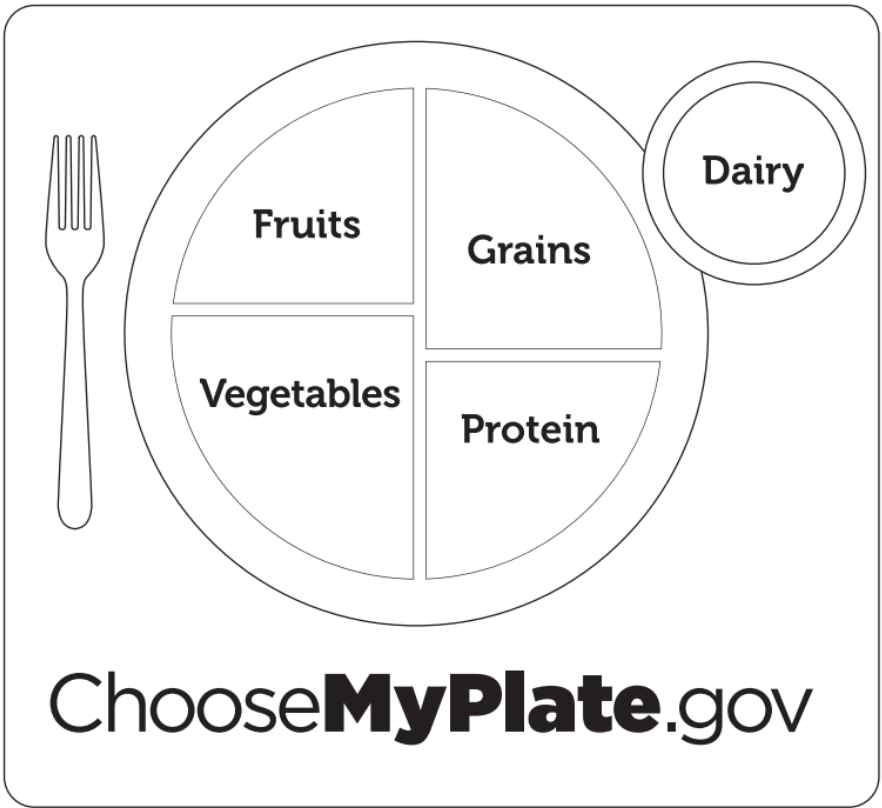 Fruits
Grains
Dairy
Vegetables
Protein
ChooseMyPlate.gov